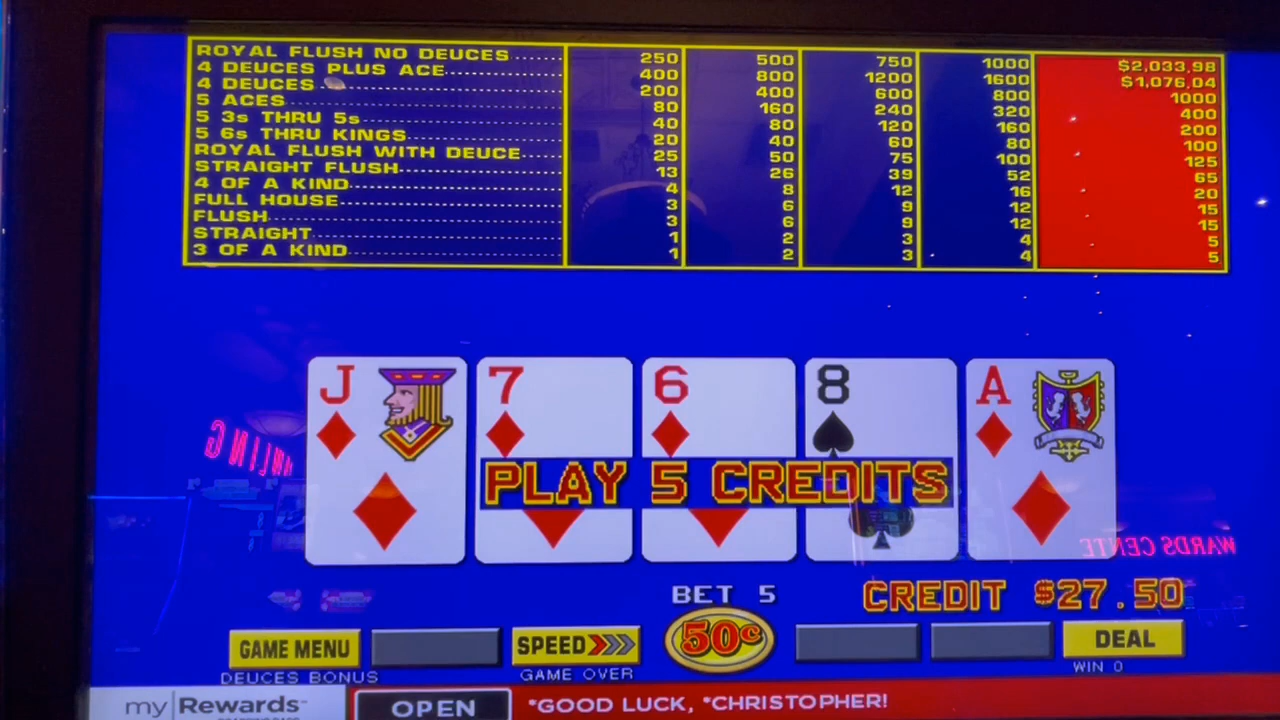 ROYAL FLUSH NO DEUCES 250 500 750 1000 $2,033,98
4 DEUCES PLUS ACE 400 800 1200 1600 $1,076,04
4 DEUCES 200 400 600 800 1000
5 ACES 80 160 240 320 400
5 3s THRU 5s 40 80 120 160 200
5 6s THRU KINGS 20 40 60 80 100
ROYAL FLUSH WITH DEUCE 25 50 75 100 125
STRAIGHT FLUSH 13 26 39 52 65
4 OF A KIND 4 8 12 16 20
FULL HOUSE 3 6 9 12 15
FLUSH 3 6 9 12 15
STRAIGHT 1 2 3 4 5
3 OF A KIND 1 2 3 4 5
J 7 6 8 A
PLAY 5 CREDITS
WARDS CENTE
BET 5 CREDIT $27.50
GAME MENU SPEED 50¢ DEAL
DEUCES BONUS GAME OVER WIN 0
my|Rewards OPEN *GOOD LUCK, *CHRISTOPHER!